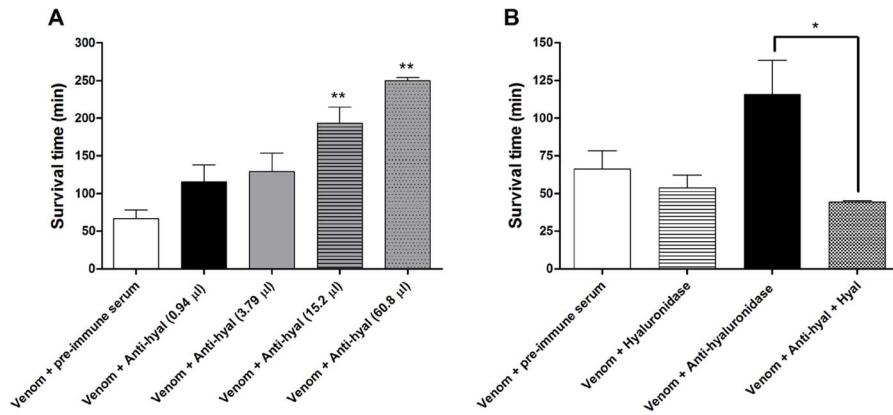 A
Survival time (min)
300
250
200
150
100
50
0
**
**
Venom + pre-immune serum
Venom + Anti-hyal (0.94 µl)
Venom + Anti-hyal (3.79 µl)
Venom + Anti-hyal (15.2 µl)
Venom + Anti-hyal (60.8 µl)
B
Survival time (min)
150
125
100
75
50
25
0
*
Venom + pre-immune serum
Venom + Hyaluronidase
Venom + Anti-hyaluronidase
Venom + Anti-hyal + Hyal